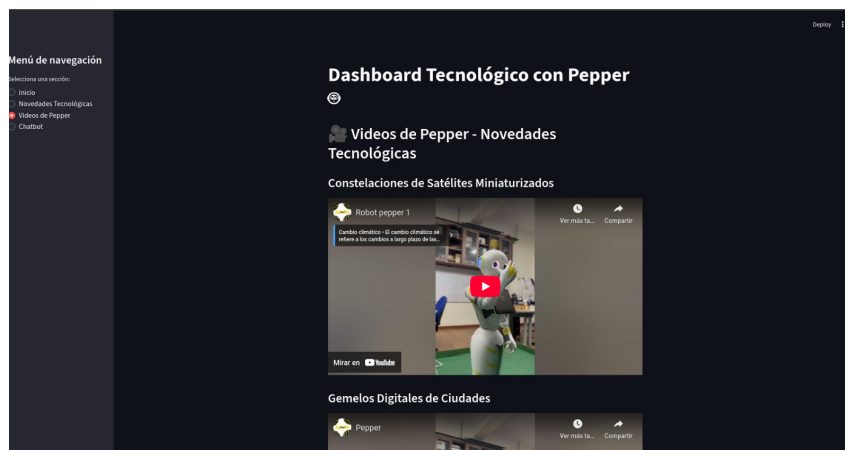 Deploy
Menú de navegación
Selecciona una sección:
Inicio
Novedades Tecnológicas
Videos de Pepper
Chatbot
Dashboard Tecnológico con Pepper
Videos de Pepper - Novedades
Tecnológicas
Constelaciones de Satélites Miniaturizados
Robot pepper 1
Ver más ta...
Compartir
Cambio climático - El cambio climático se
refiere a los cambios a largo plazo de las...
Mirar en YouTube
Gemelos Digitales de Ciudades
Pepper
Ver más ta...
Compartir